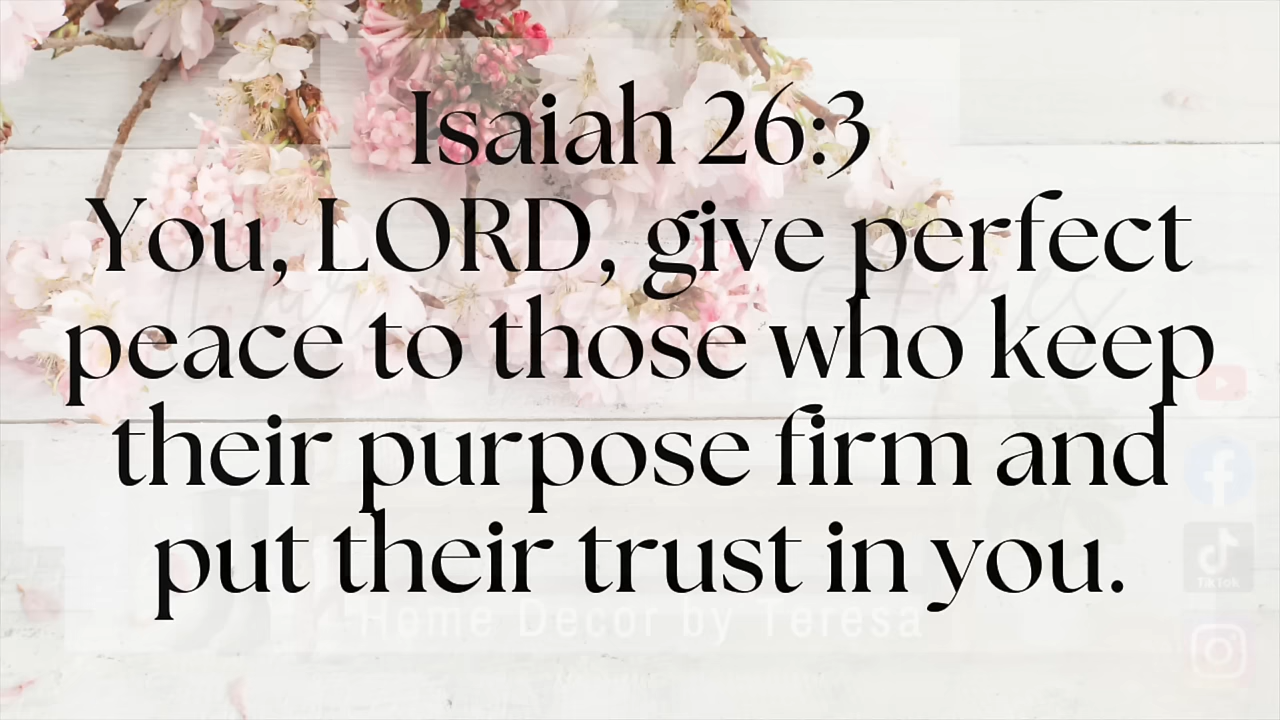 Isaiah 26:3
You, LORD, give perfect
peace to those who keep
their purpose firm and
put their trust in you.
Home Decor by Teresa
TikTok